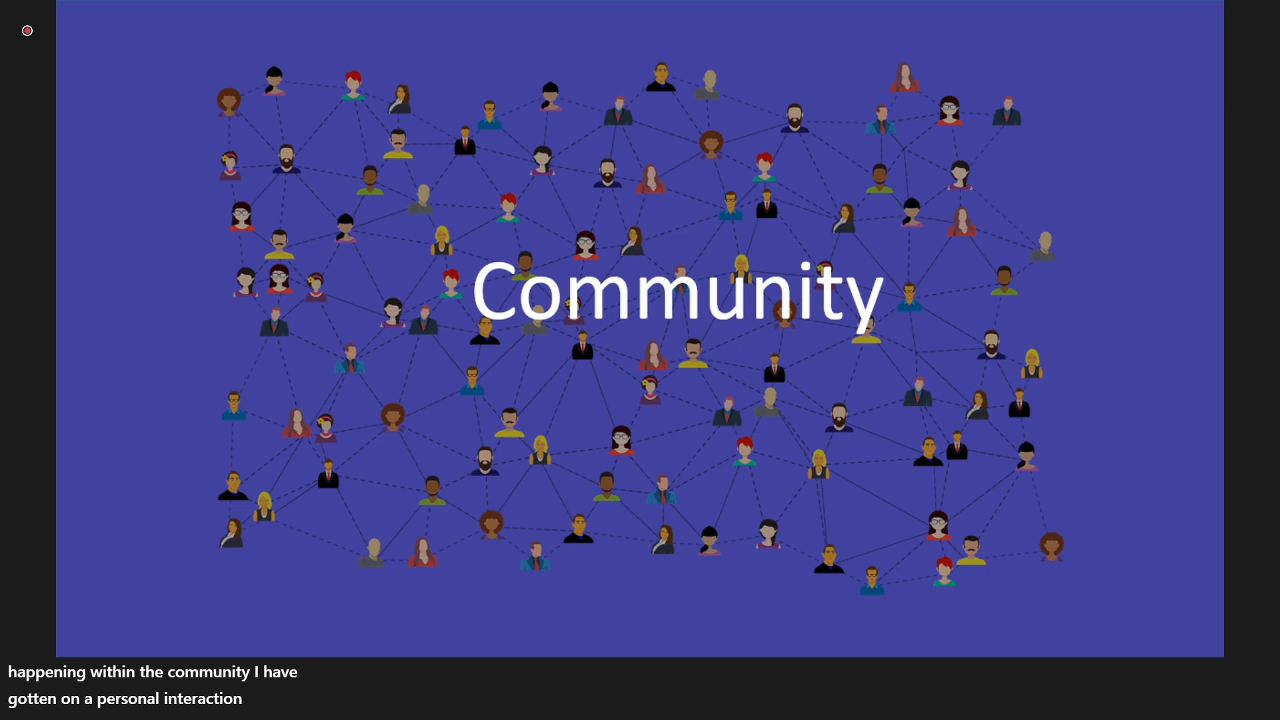 Community
happening within the community I have
gotten on a personal interaction